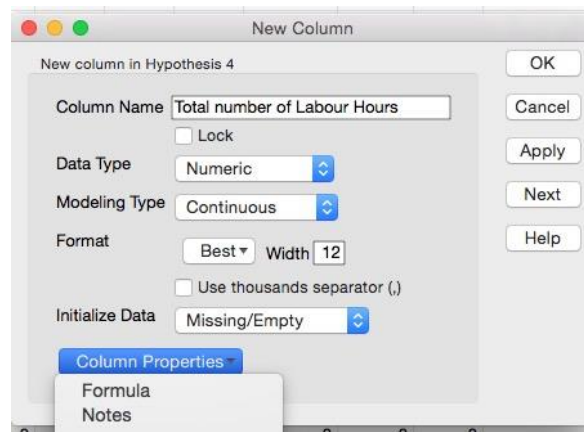 New Column
New column in Hypothesis 4
OK
Column Name Total number of Labour Hours
Cancel
Lock
Apply
Data Type Numeric
Modeling Type Continuous
Next
Format Best Width 12
Help
Use thousands separator (,)
Initialize Data Missing/Empty
Column Properties
Formula
Notes